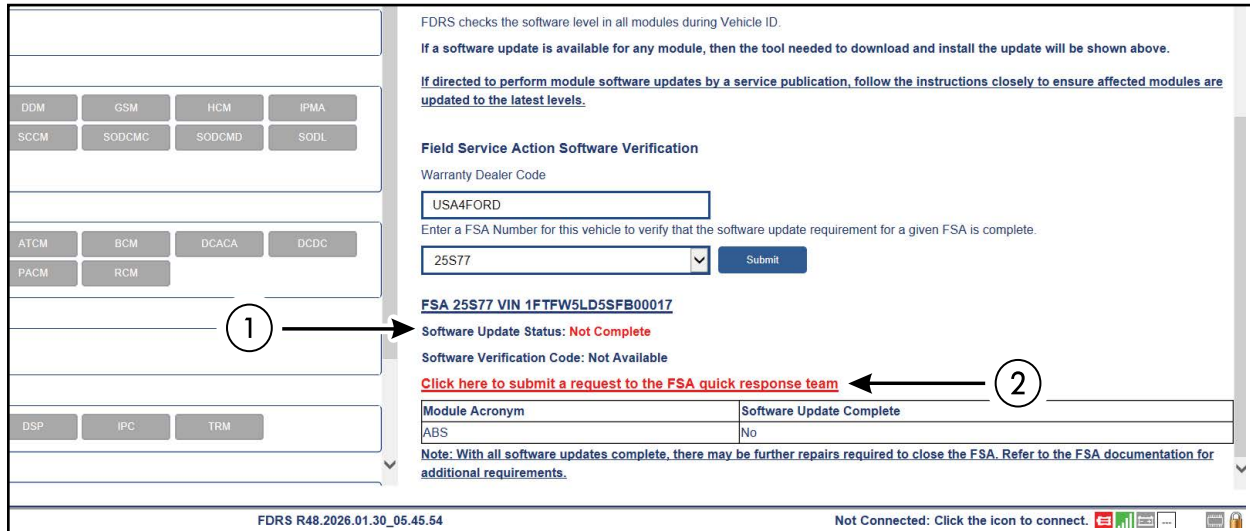 FDRS checks the software level in all modules during Vehicle ID.
If a software update is available for any module, then the tool needed to download and install the update will be shown above.
If directed to perform module software updates by a service publication, follow the instructions closely to ensure affected modules are
updated to the latest levels.
DDM GSM HCM IPMA
SCCM SODCMC SODCMD SODL
Field Service Action Software Verification
Warranty Dealer Code
USA4FORD
Enter a FSA Number for this vehicle to verify that the software update requirement for a given FSA is complete.
ATCM BCM DCACA DCDC
PACM RCM
25S77 Submit
FSA 25S77 VIN 1FTFW5LD5SFB00017
1
Software Update Status: Not Complete
Software Verification Code: Not Available
Click here to submit a request to the FSA quick response team
2
Module Acronym Software Update Complete
ABS No
DSP IPC TRM
Note: With all software updates complete, there may be further repairs required to close the FSA. Refer to the FSA documentation for
additional requirements.
FDRS R48.2026.01.30_05.45.54 Not Connected: Click the icon to connect.